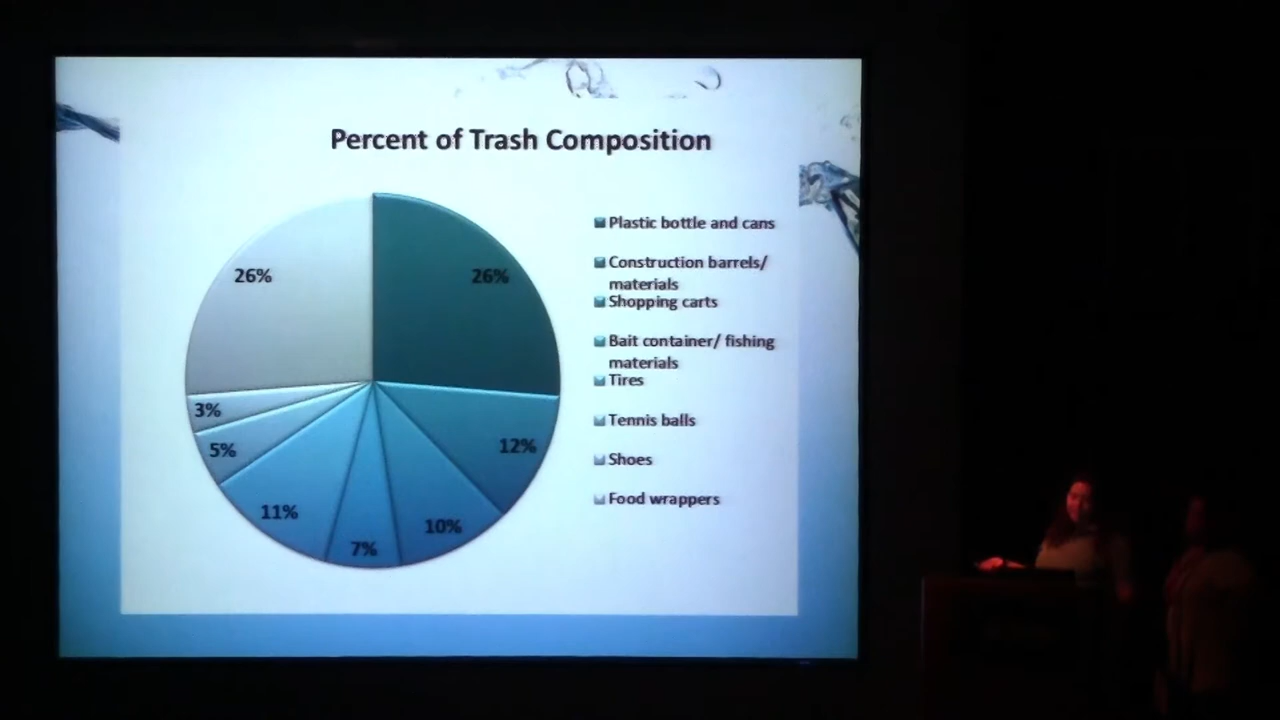 Percent of Trash Composition
26%
26%
3%
5%
11%
7%
10%
12%
Plastic bottle and cans
Construction barrels/
materials
Shopping carts
Bait container/ fishing
materials
Tires
Tennis balls
Shoes
Food wrappers